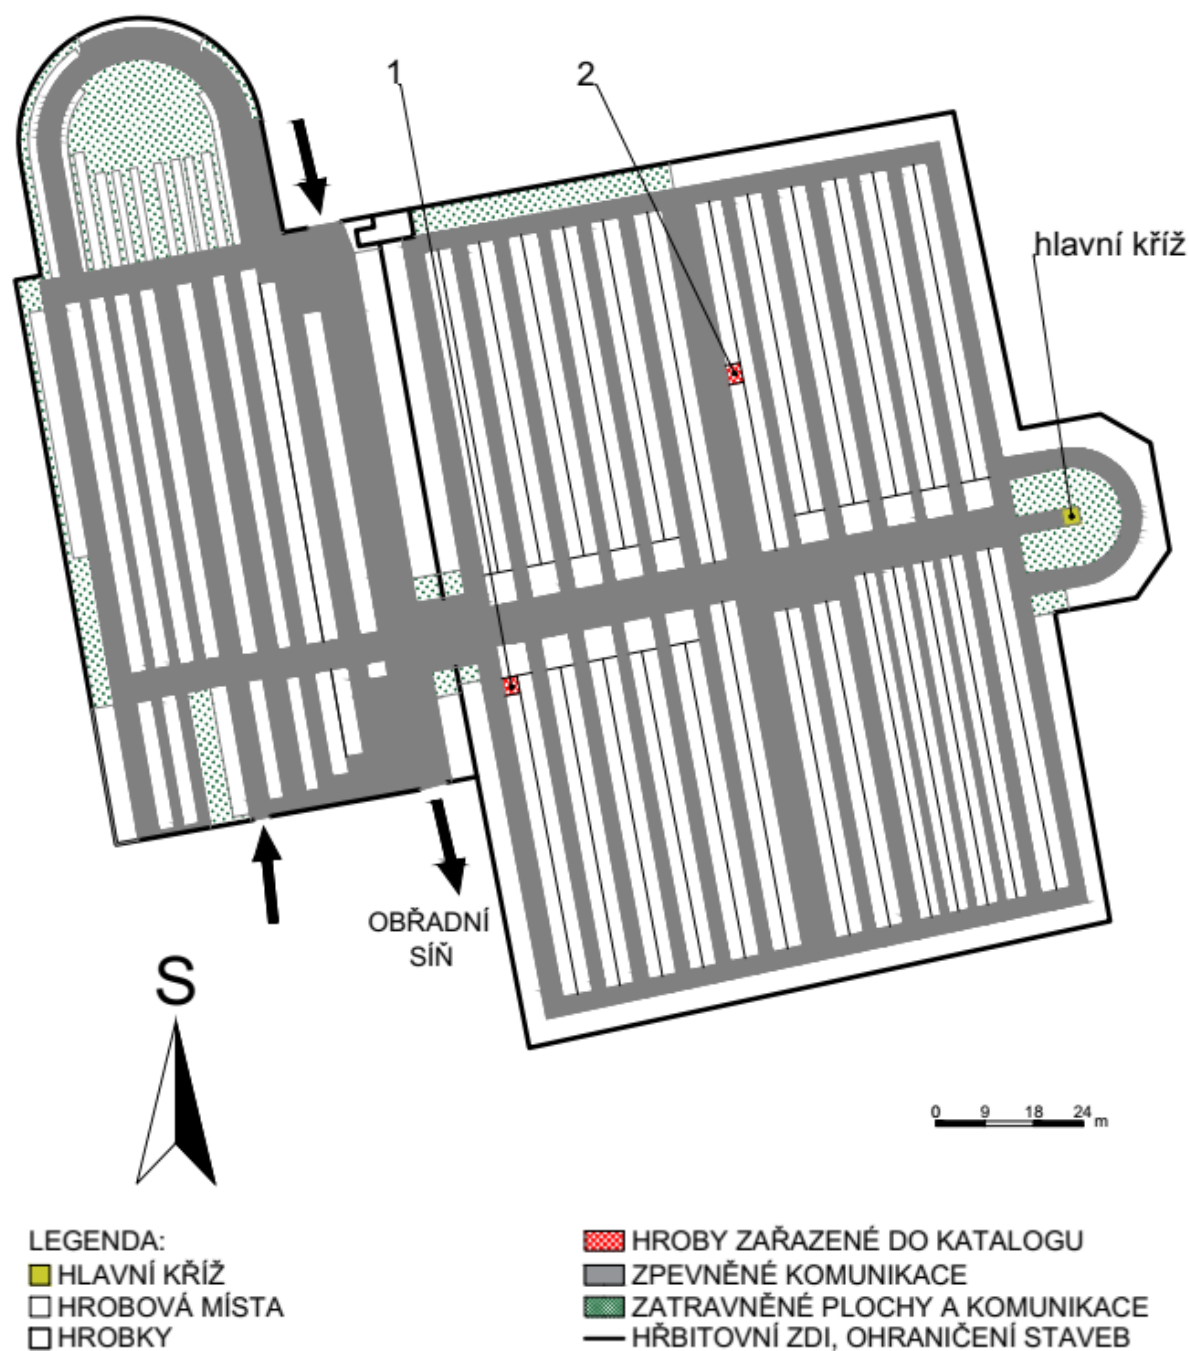 1
2
hlavní kříž
OBŘADNÍ
SÍŇ
S
0 9 18 24 m
LEGENDA:
HLAVNÍ KŘÍŽ
HROBOVÁ MÍSTA
HROBKY
HROBY ZAŘAZENÉ DO KATALOGU
ZPEVNĚNÉ KOMUNIKACE
ZATRAVNĚNÉ PLOCHY A KOMUNIKACE
HŘBITOVNÍ ZDI, OHRANIČENÍ STAVEB